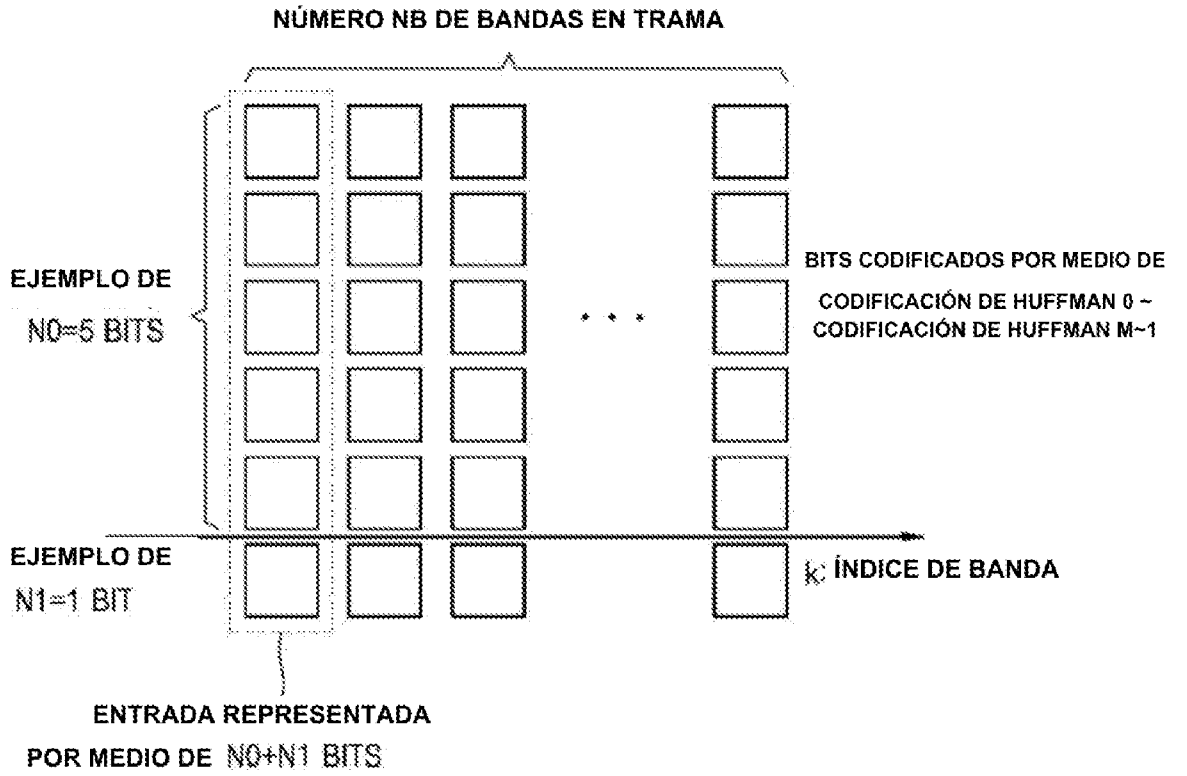 NÚMERO NB DE BANDAS EN TRAMA
EJEMPLO DE
N0=5 BITS
BITS CODIFICADOS POR MEDIO DE
CODIFICACIÓN DE HUFFMAN 0 ~
CODIFICACIÓN DE HUFFMAN M~1
EJEMPLO DE
N1=1 BIT
k: ÍNDICE DE BANDA
ENTRADA REPRESENTADA
POR MEDIO DE N0+N1 BITS